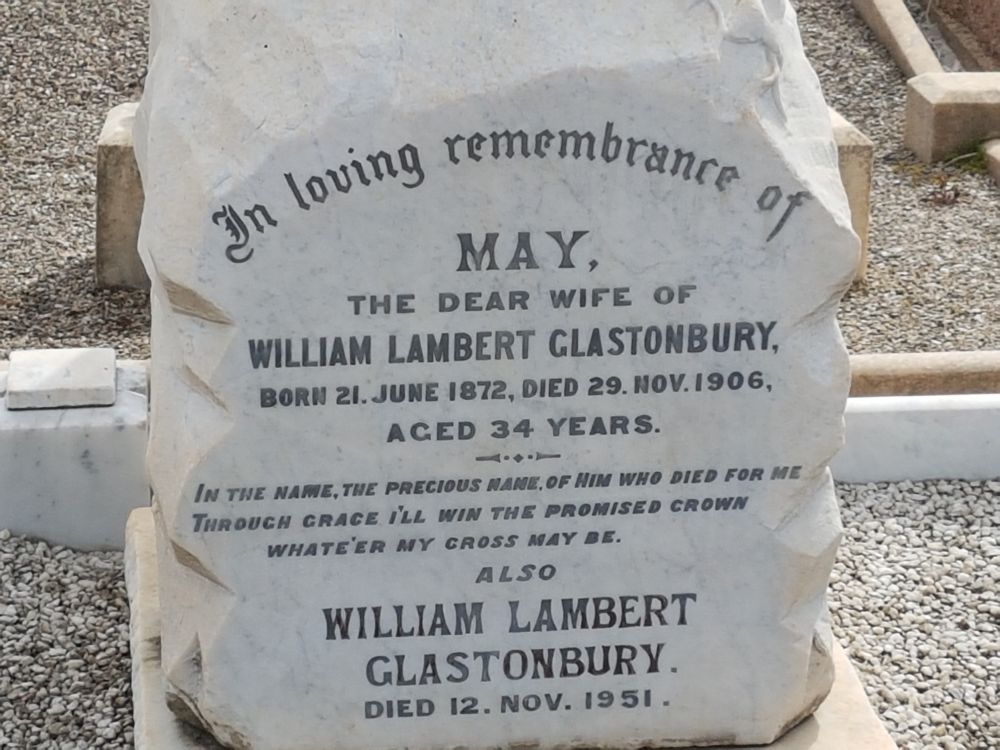 In loving remembrance of
MAY,
THE DEAR WIFE OF
WILLIAM LAMBERT GLASTONBURY,
BORN 21. JUNE 1872, DIED 29. NOV. 1906,
AGED 34 YEARS.
IN THE NAME, THE PRECIOUS NAME, OF HIM WHO DIED FOR ME
THROUGH GRACE I'LL WIN THE PROMISED CROWN
WHATE'ER MY CROSS MAY BE.
ALSO
WILLIAM LAMBERT
GLASTONBURY.
DIED 12. NOV. 1951.